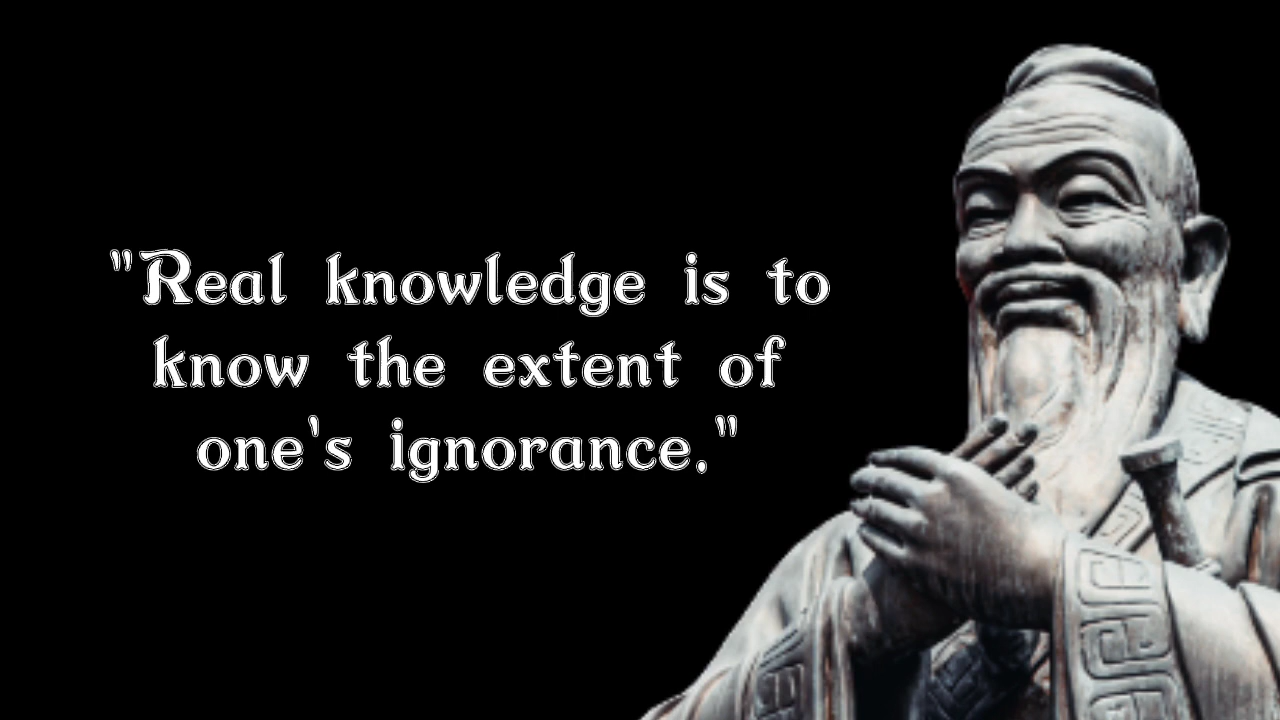 "Real knowledge is to
know the extent of
one's ignorance."